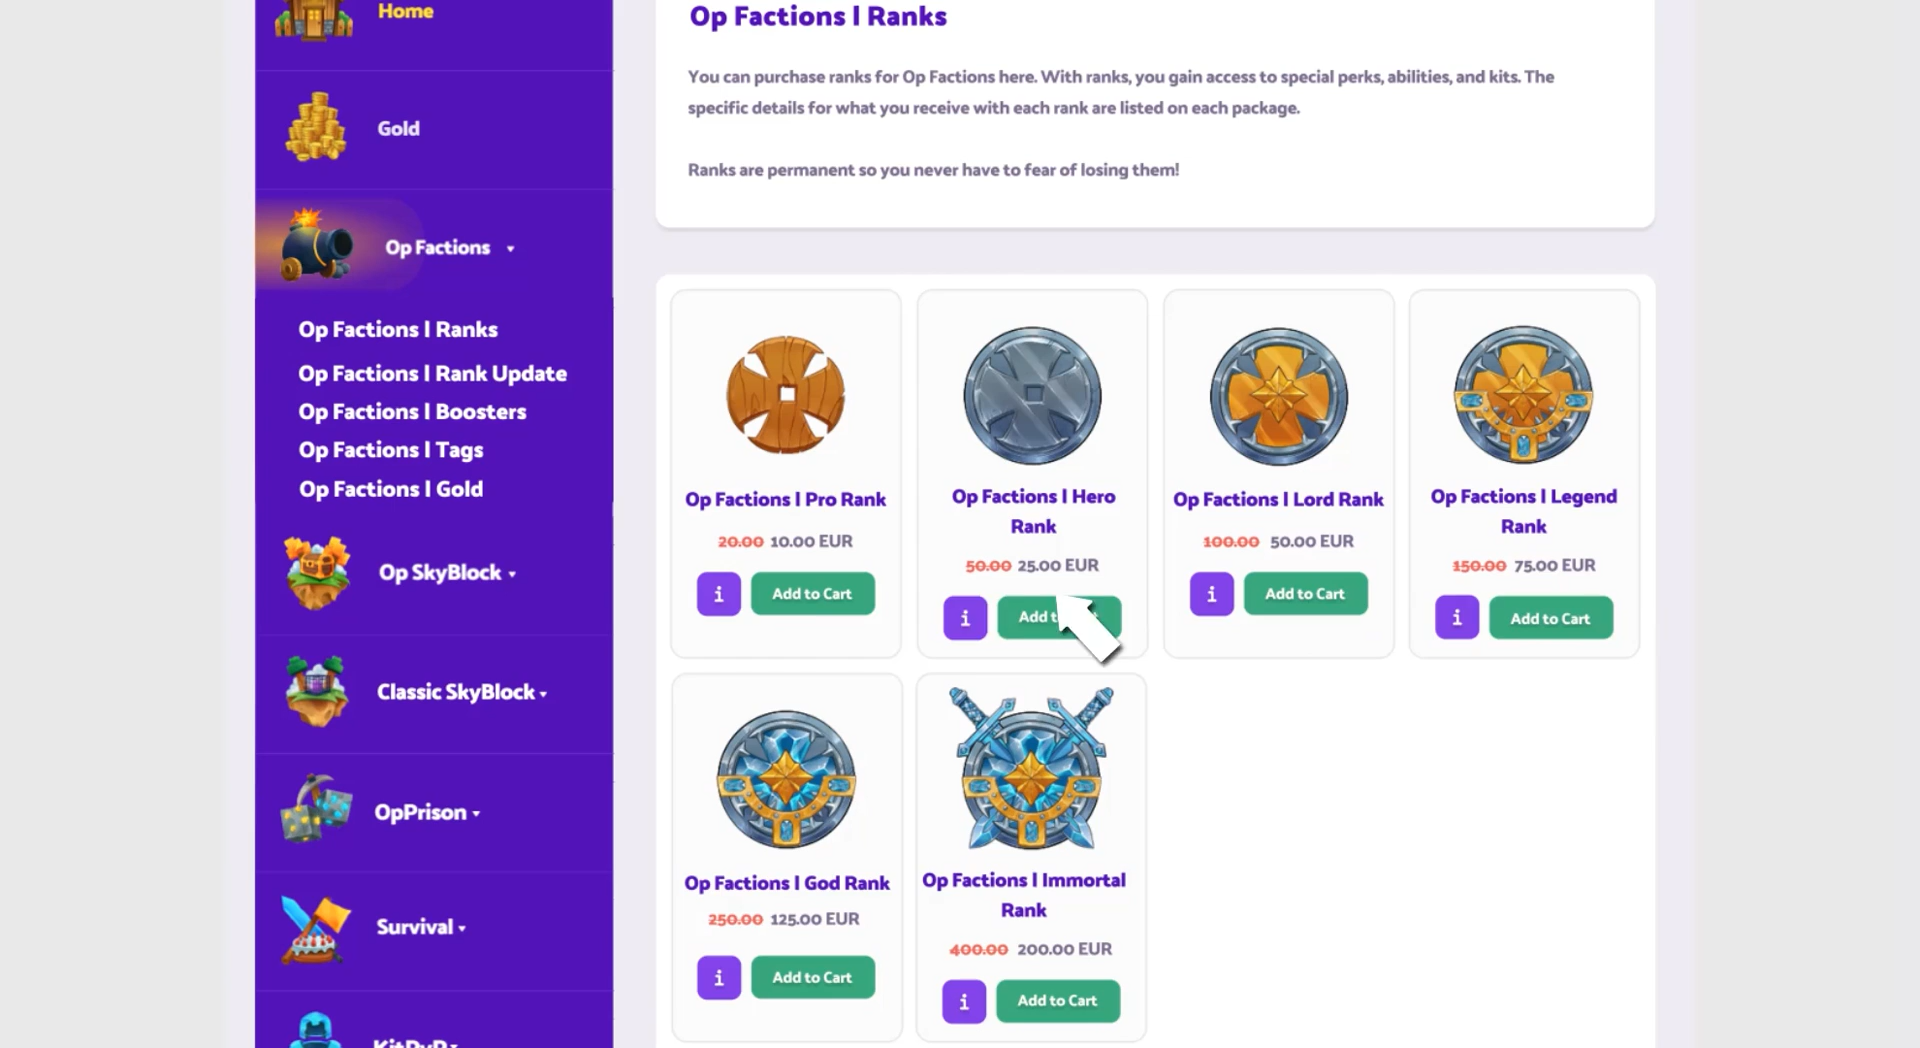 Home
Gold
Op Factions
Op Factions | Ranks
Op Factions | Rank Update
Op Factions | Boosters
Op Factions | Tags
Op Factions | Gold
Op SkyBlock
Classic SkyBlock
OpPrison
Survival
KitPvP
Op Factions | Ranks
You can purchase ranks for Op Factions here. With ranks, you gain access to special perks, abilities, and kits. The
specific details for what you receive with each rank are listed on each package.
Ranks are permanent so you never have to fear of losing them!
Op Factions | Pro Rank
20.00 10.00 EUR
i Add to Cart
Op Factions | Hero
Rank
50.00 25.00 EUR
i Add
Op Factions | Lord Rank
100.00 50.00 EUR
i Add to Cart
Op Factions | Legend
Rank
150.00 75.00 EUR
i Add to Cart
Op Factions | God Rank
250.00 125.00 EUR
i Add to Cart
Op Factions | Immortal
Rank
400.00 200.00 EUR
i Add to Cart